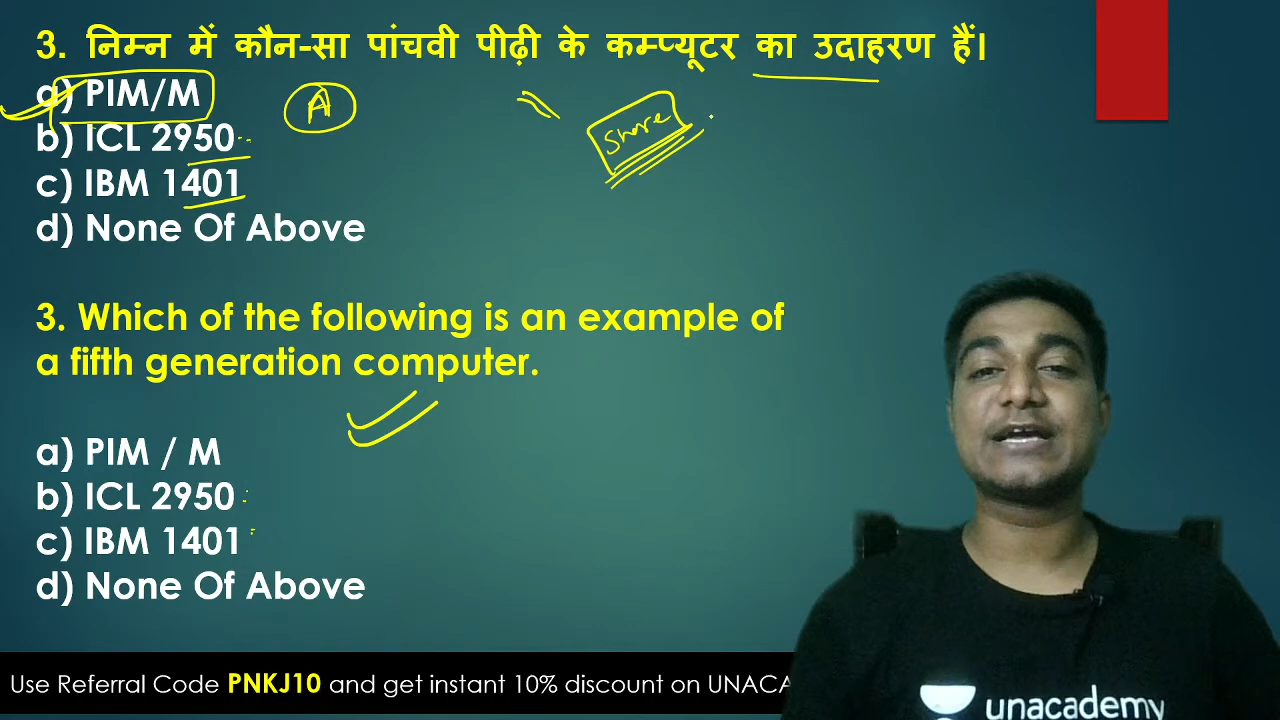 3. निम्न में कौन-सा पांचवी पीढ़ी के कम्प्यूटर का उदाहरण हैं।
a) PIM/M
A
Share
b) ICL 2950
c) IBM 1401
d) None Of Above
3. Which of the following is an example of
a fifth generation computer.
a) PIM / M
b) ICL 2950
c) IBM 1401
d) None Of Above
Use Referral Code PNKJ10 and get instant 10% discount on UNACA
unacademy